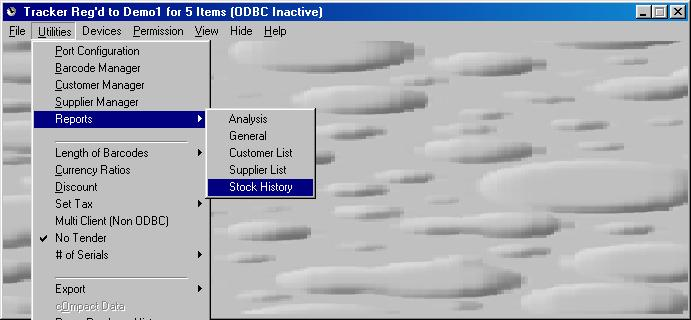 Tracker Reg'd to Demo1 for 5 Items (ODBC Inactive)
File Utilities Devices Permission View Hide Help
Port Configuration
Barcode Manager
Customer Manager
Supplier Manager
Reports
Analysis
General
Customer List
Supplier List
Stock History
Length of Barcodes
Currency Ratios
Discount
Set Tax
Multi Client (Non ODBC)
No Tender
# of Serials
Export
cOmpact Data